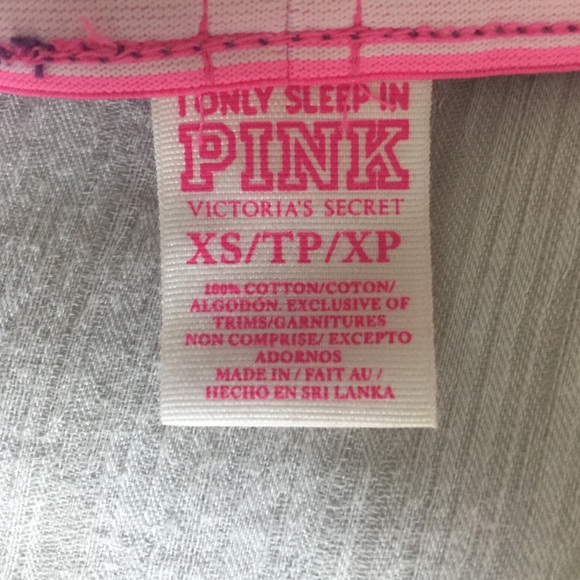 I ONLY SLEEP IN
PINK
VICTORIA'S SECRET
XS/TP/XP
100% COTTON/COTON/
ALGODÓN. EXCLUSIVE OF
TRIMS/GARNITURES
NON COMPRISE/EXCEPTO
ADORNOS
MADE IN/FAIT AU/
HECHO EN SRI LANKA